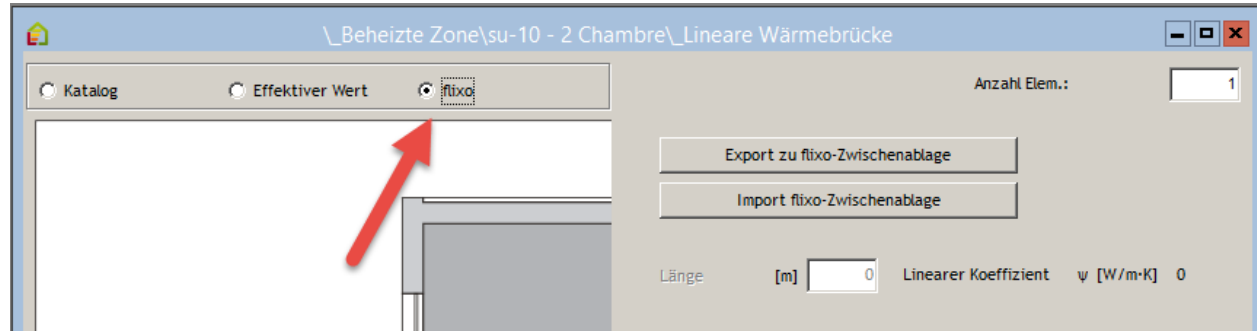 \_Beheizte Zone\su-10 - 2 Chambre\_Lineare Wärmebrücke
Katalog Effektiver Wert flixo Anzahl Elem.: 1
Export zu flixo-Zwischenablage
Import flixo-Zwischenablage
Länge [m] 0 Linearer Koeffizient ψ [W/m·K] 0